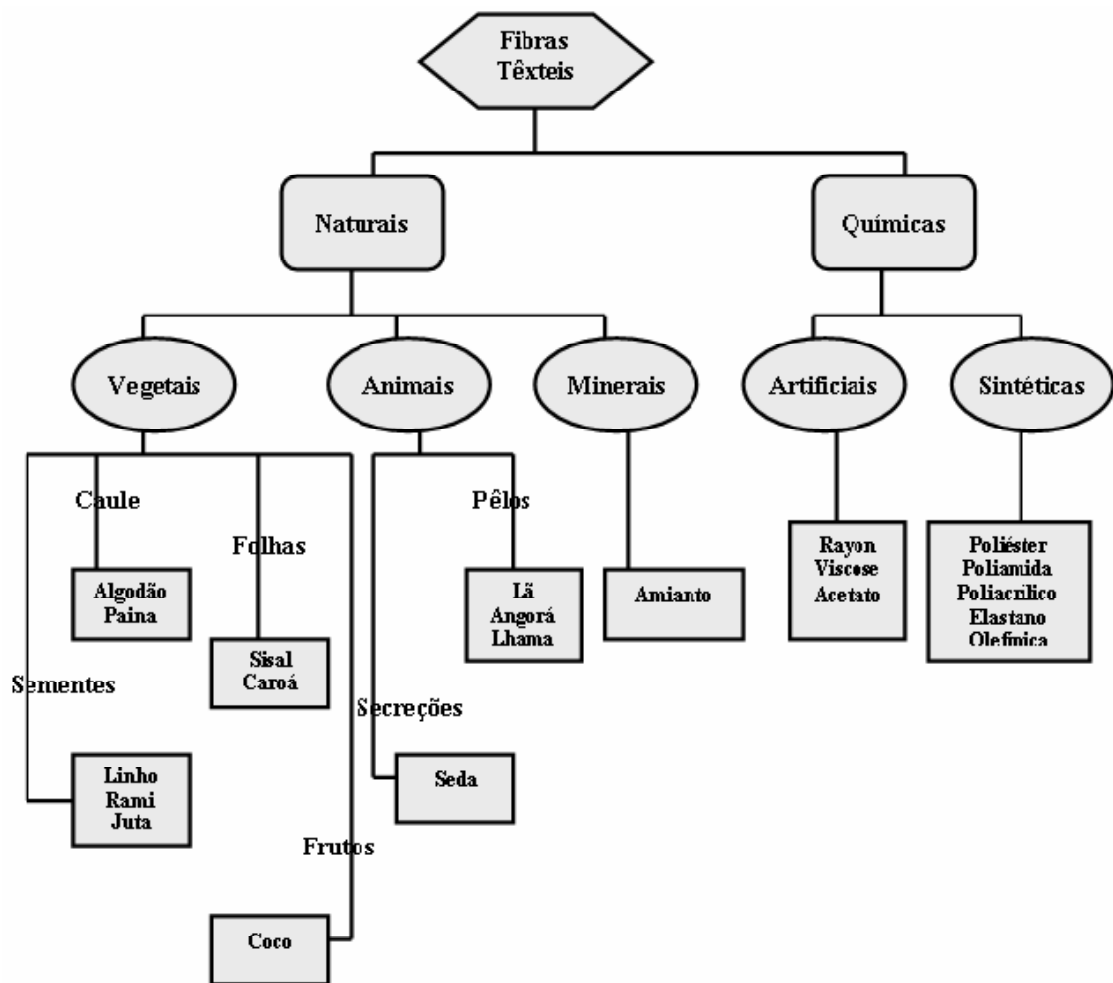 Fibras
Têxteis
Naturais
Químicas
Vegetais
Animais
Minerais
Artificiais
Sintéticas
Caule
Algodão
Paina
Folhas
Sisal
Caroá
Sementes
Linho
Rami
Juta
Frutos
Coco
Pêlos
Lã
Angorá
Lhama
Secreções
Seda
Amianto
Rayon
Viscose
Acetato
Poliéster
Poliamida
Poliacrílico
Elastano
Olefínica